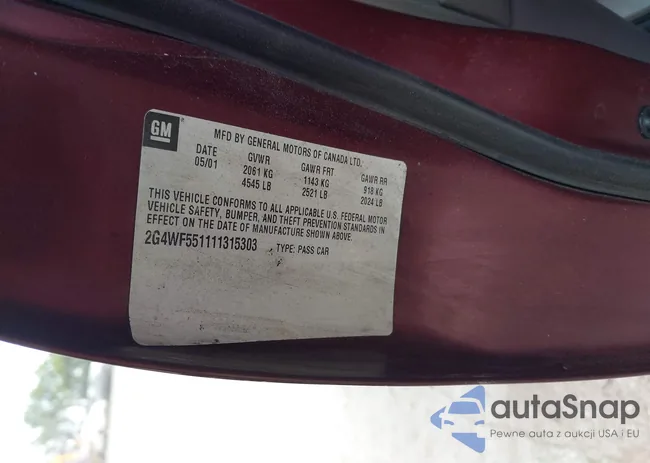 GM
MFD BY GENERAL MOTORS OF CANADA LTD.
DATE GVWR GAWR FRT GAWR RR
05/01 2061 KG 1143 KG 918 KG
4545 LB 2521 LB 2024 LB
THIS VEHICLE CONFORMS TO ALL APPLICABLE U.S. FEDERAL MOTOR
VEHICLE SAFETY, BUMPER, AND THEFT PREVENTION STANDARDS IN
EFFECT ON THE DATE OF MANUFACTURE SHOWN ABOVE.
2G4WF551111315303 TYPE: PASS CAR
autaSnap
Pewne auta z aukcji USA i EU